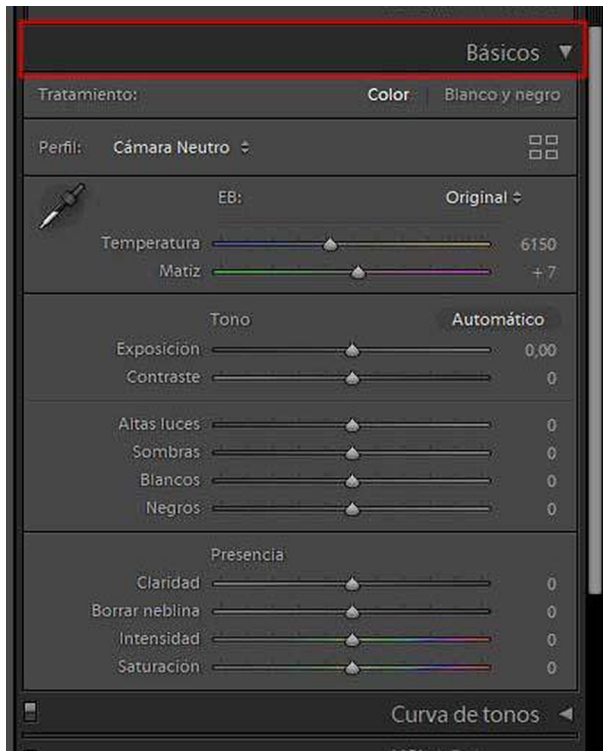 Básicos
Tratamiento: Color Blanco y negro
Perfil: Cámara Neutro
EB: Original
Temperatura 6150
Matiz + 7
Tono Automático
Exposición 0,00
Contraste 0
Altas luces 0
Sombras 0
Blancos 0
Negros 0
Presencia
Claridad 0
Borrar neblina 0
Intensidad 0
Saturación 0
Curva de tonos